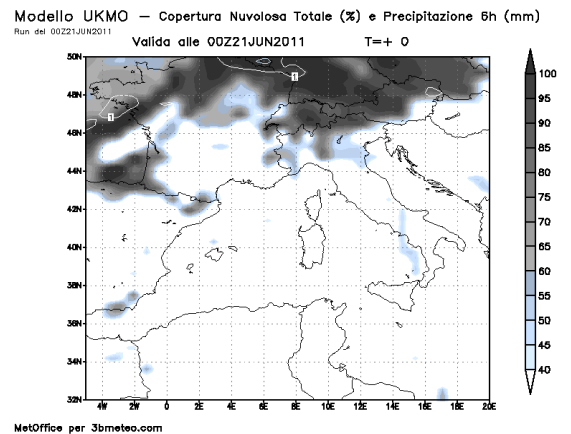 Modello UKMO – Copertura Nuvolosa Totale (%) e Precipitazione 6h (mm)
Run del 00Z21JUN2011
Valida alle 00Z21JUN2011 T=+ 0
50N
48N
46N
44N
42N
40N
38N
36N
34N
32N
1
1
4W 2W 0 2E 4E 6E 8E 10E 12E 14E 16E 18E 20E
100
95
90
85
80
75
70
65
60
55
50
45
40
MetOffice per 3bmeteo.com